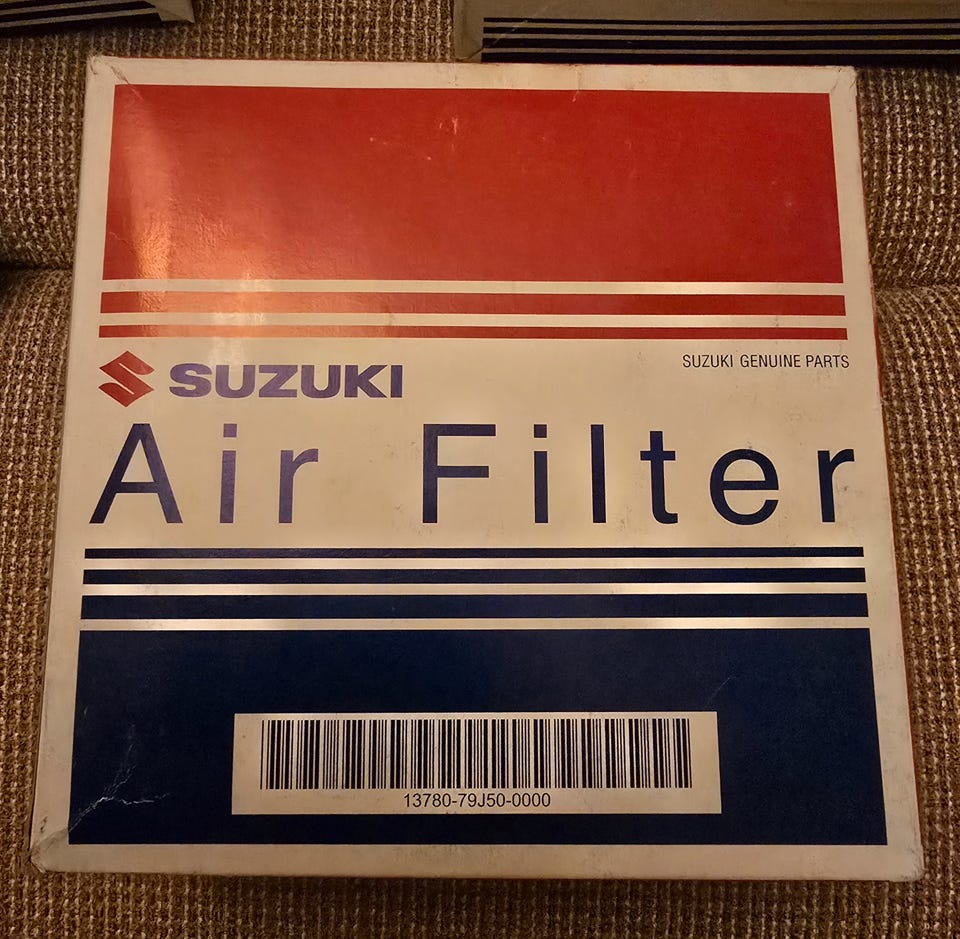 SUZUKI
SUZUKI GENUINE PARTS
Air Filter
13780-79J50-0000